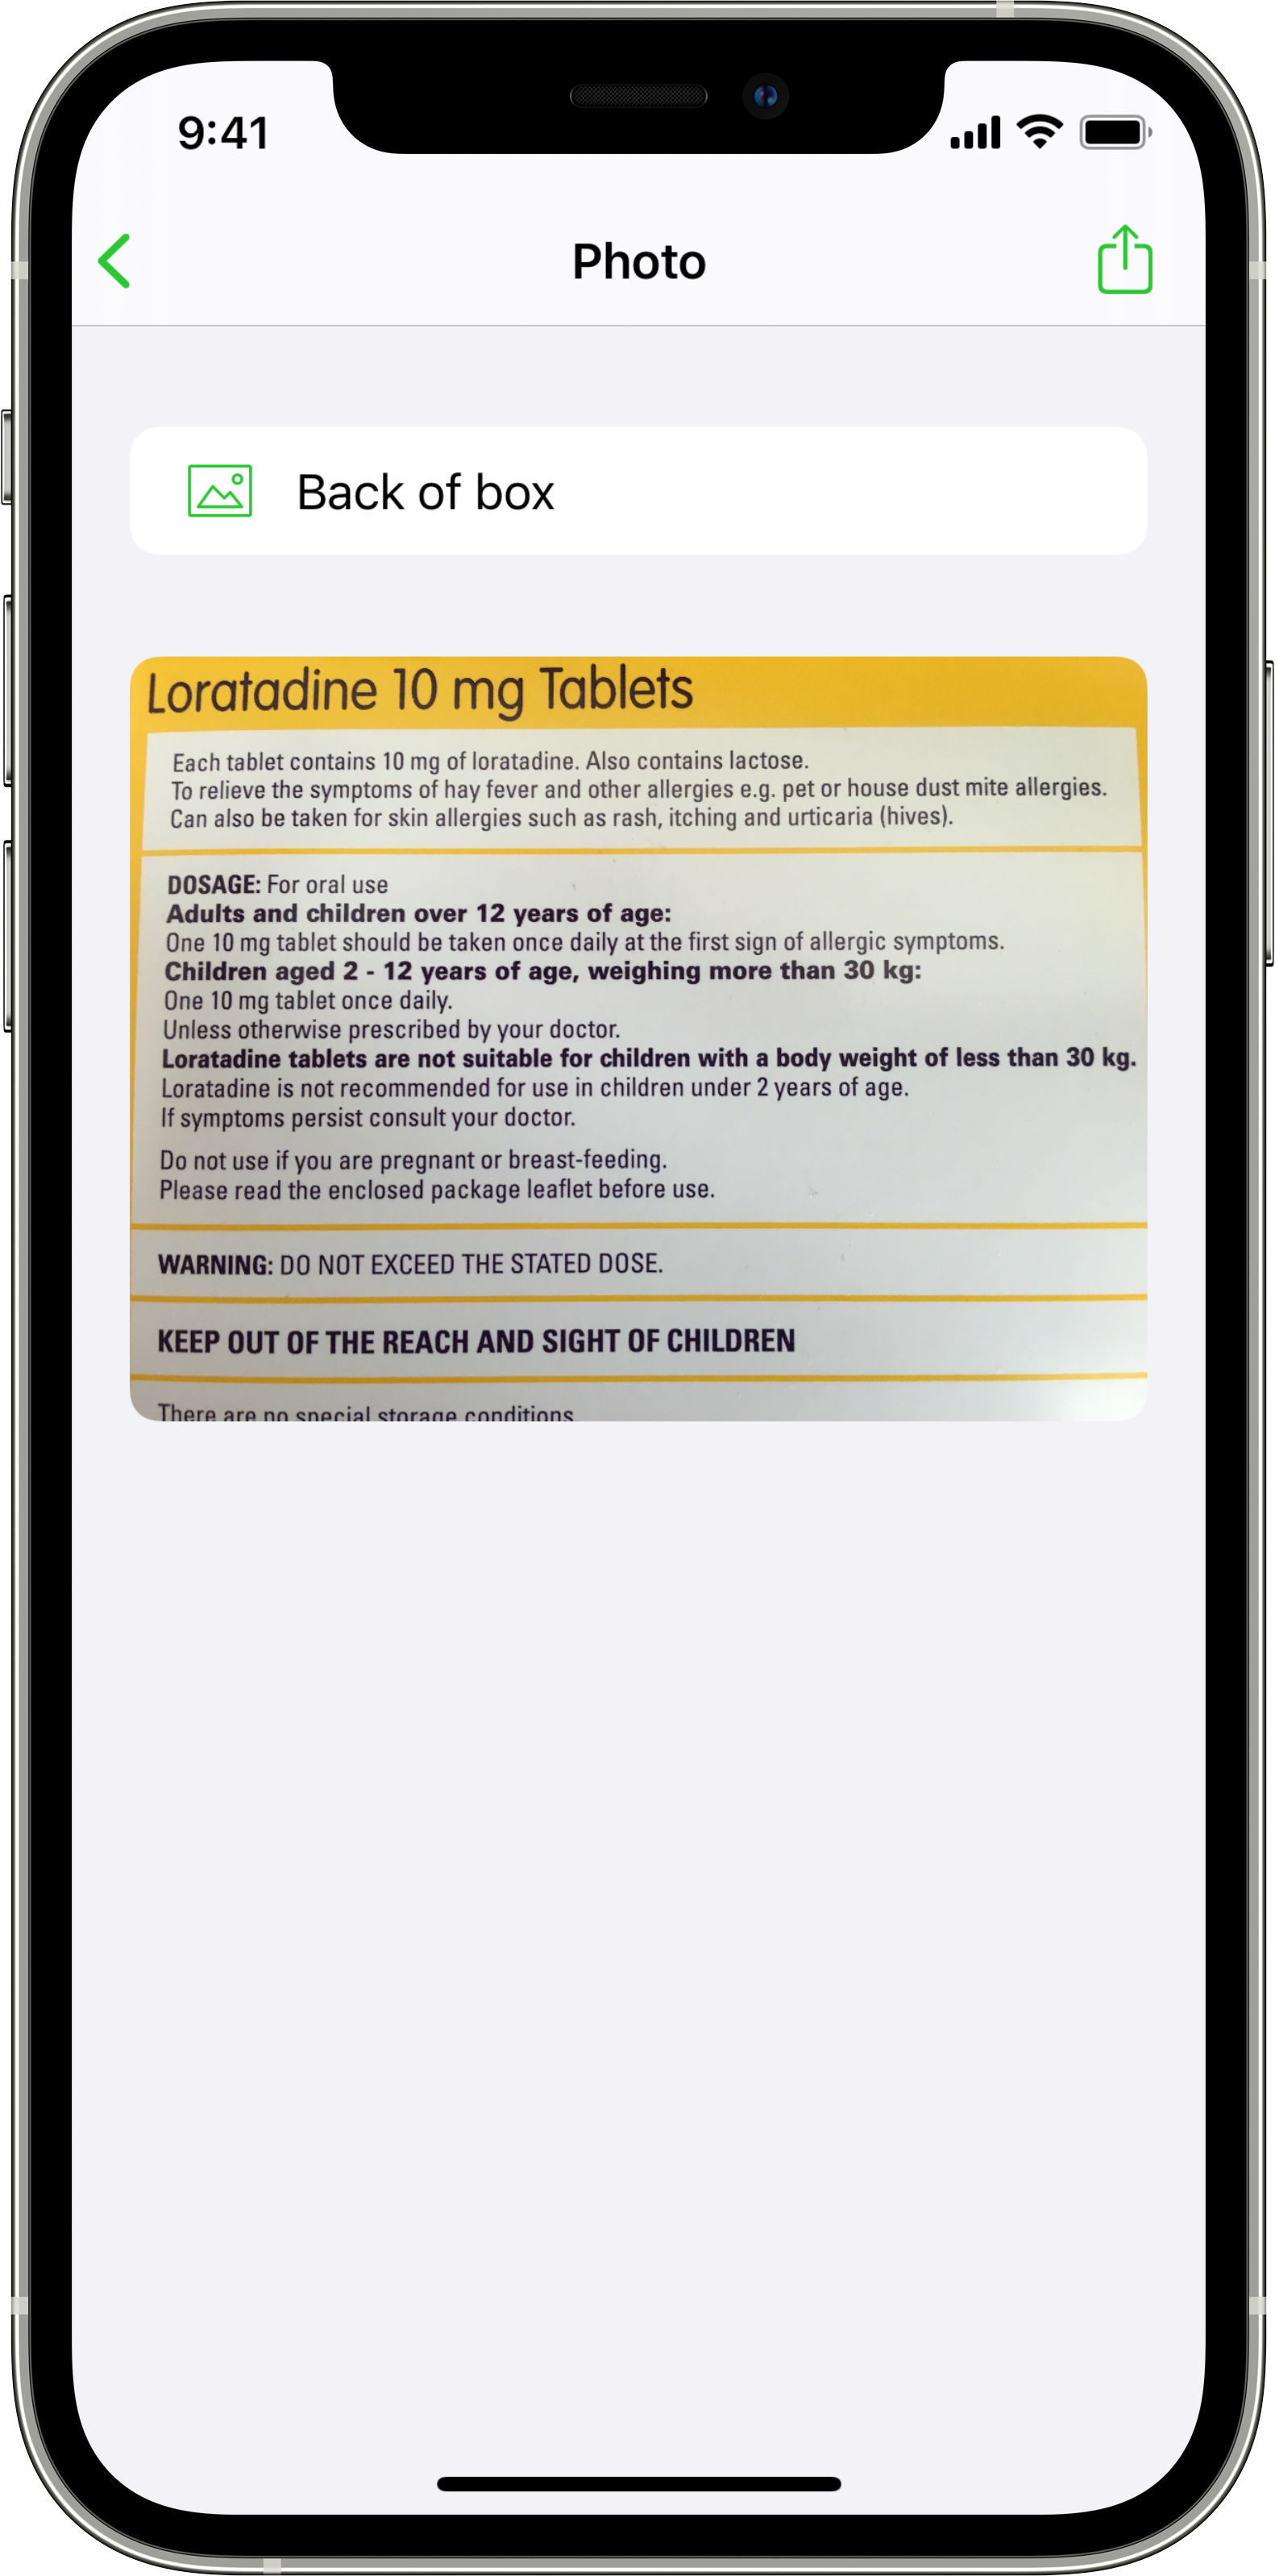 9:41
Photo
Back of box
Loratadine 10 mg Tablets
Each tablet contains 10 mg of loratadine. Also contains lactose.
To relieve the symptoms of hay fever and other allergies e.g. pet or house dust mite allergies.
Can also be taken for skin allergies such as rash, itching and urticaria (hives).
DOSAGE: For oral use
Adults and children over 12 years of age:
One 10 mg tablet should be taken once daily at the first sign of allergic symptoms.
Children aged 2 - 12 years of age, weighing more than 30 kg:
One 10 mg tablet once daily.
Unless otherwise prescribed by your doctor.
Loratadine tablets are not suitable for children with a body weight of less than 30 kg.
Loratadine is not recommended for use in children under 2 years of age.
If symptoms persist consult your doctor.
Do not use if you are pregnant or breast-feeding.
Please read the enclosed package leaflet before use.
WARNING: DO NOT EXCEED THE STATED DOSE.
KEEP OUT OF THE REACH AND SIGHT OF CHILDREN
There are no special storage conditions